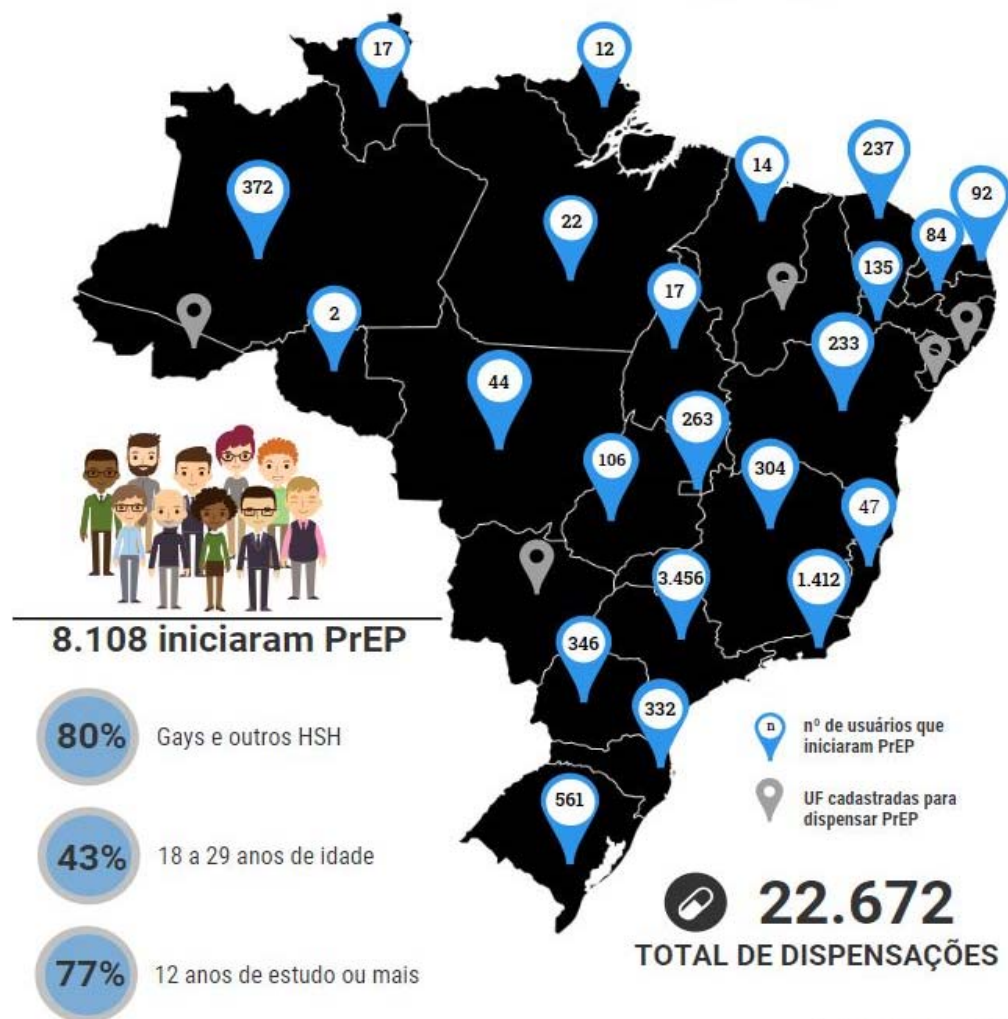 17
12
14
237
92
372
22
84
135
17
2
233
44
263
106
304
47
3.456
1.412
346
332
561
8.108 iniciaram PrEP
80% Gays e outros HSH
43% 18 a 29 anos de idade
77% 12 anos de estudo ou mais
n nº de usuários que
iniciaram PrEP
UF cadastradas para
dispensar PrEP
22.672
TOTAL DE DISPENSAÇÕES